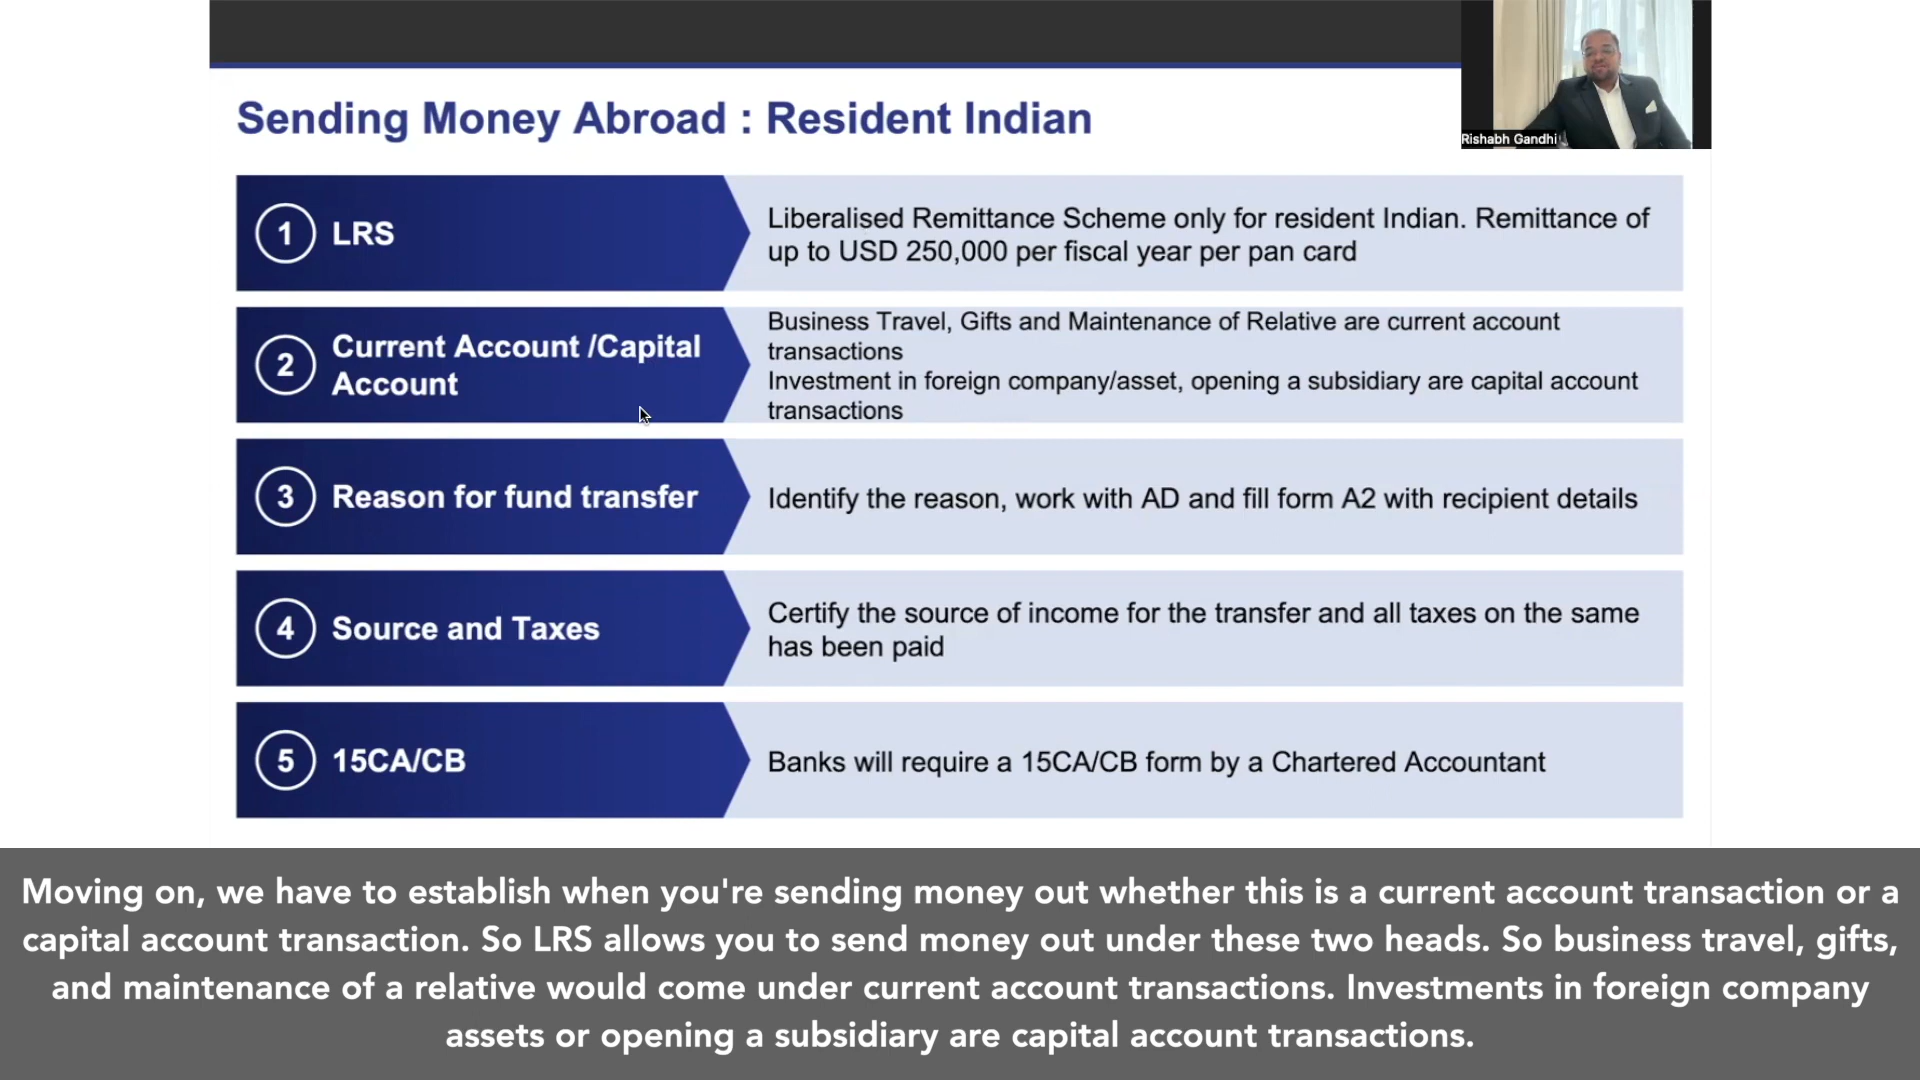 Rishabh Gandhi
Sending Money Abroad : Resident Indian
1 LRS
Liberalised Remittance Scheme only for resident Indian. Remittance of
up to USD 250,000 per fiscal year per pan card
2 Current Account /Capital
Account
Business Travel, Gifts and Maintenance of Relative are current account
transactions
Investment in foreign company/asset, opening a subsidiary are capital account
transactions
3 Reason for fund transfer
Identify the reason, work with AD and fill form A2 with recipient details
4 Source and Taxes
Certify the source of income for the transfer and all taxes on the same
has been paid
5 15CA/CB
Banks will require a 15CA/CB form by a Chartered Accountant
Moving on, we have to establish when you're sending money out whether this is a current account transaction or a
capital account transaction. So LRS allows you to send money out under these two heads. So business travel, gifts,
and maintenance of a relative would come under current account transactions. Investments in foreign company
assets or opening a subsidiary are capital account transactions.